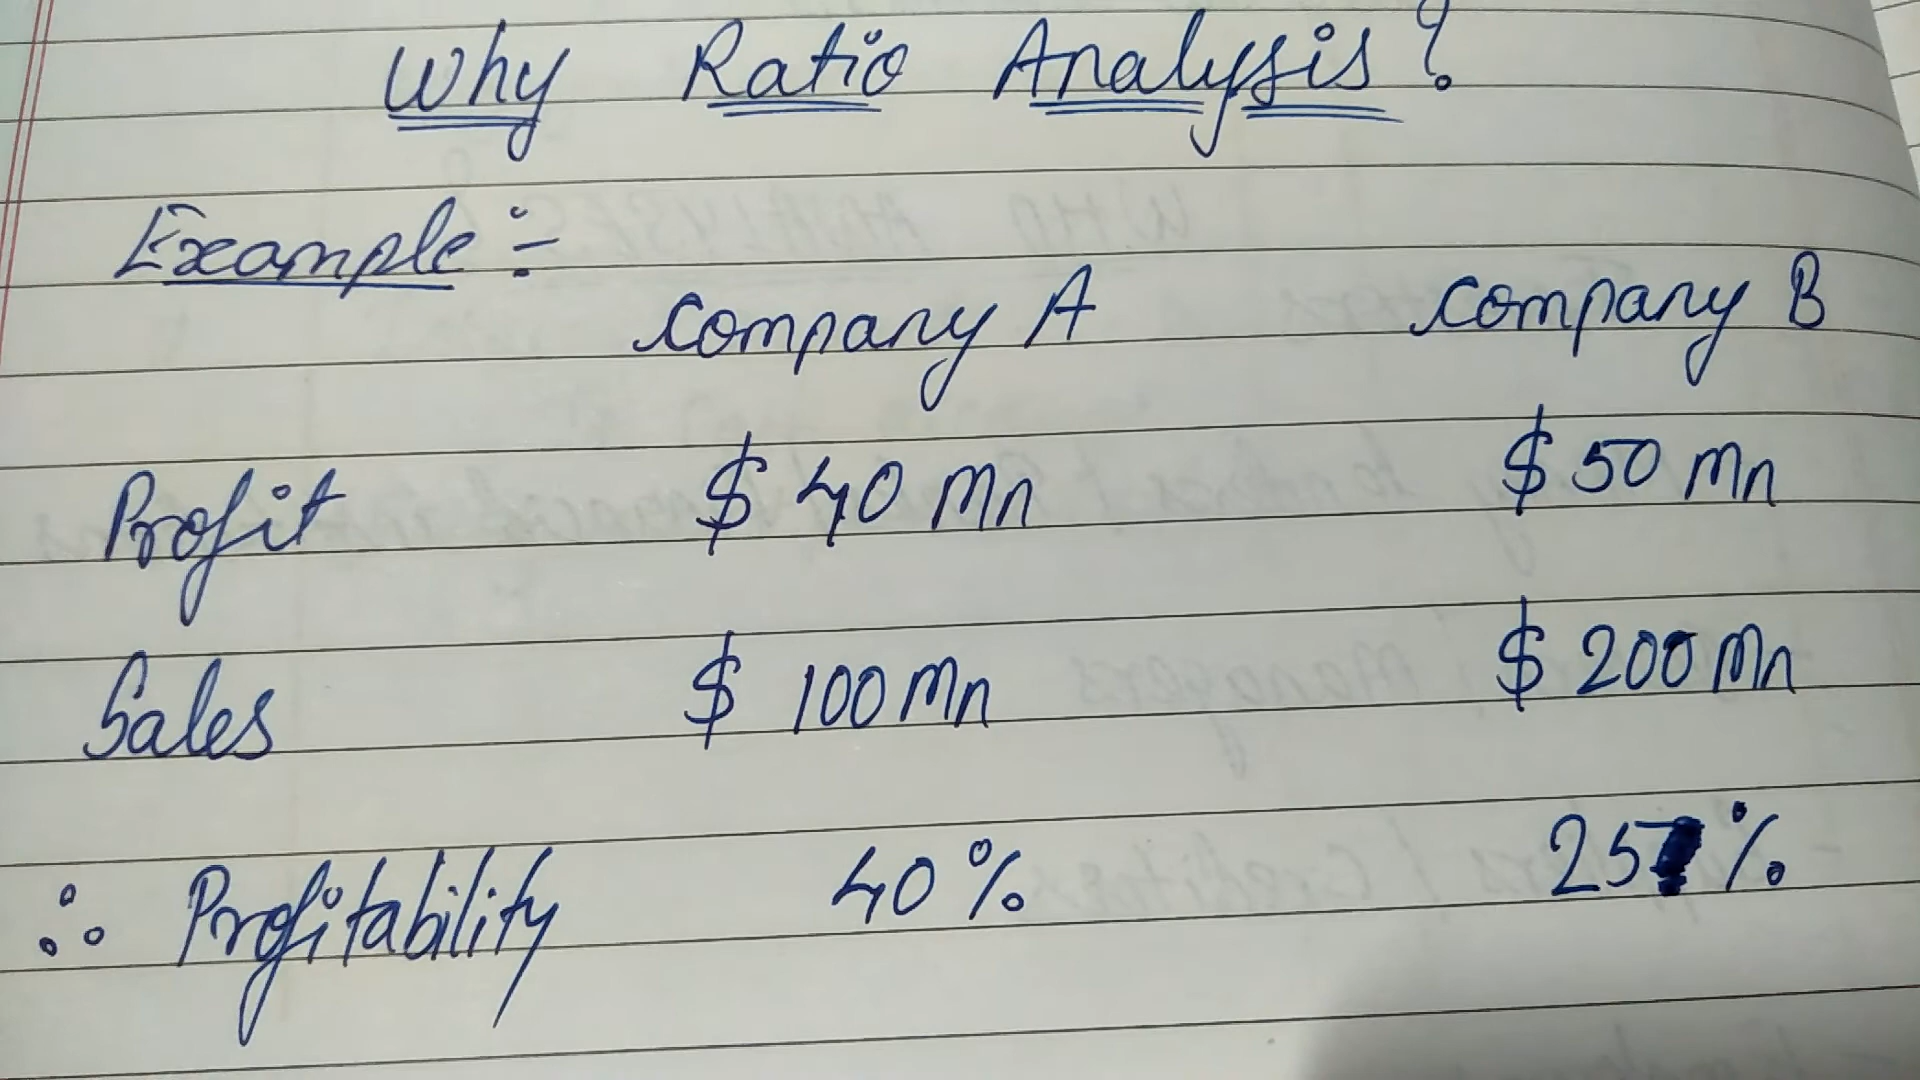 Why Ratio Analysis?
Example :-
Company A Company B
Profit $ 40 Mn $ 50 Mn
Sales $ 100 Mn $ 200 Mn
∴ Profitability 40% 25%